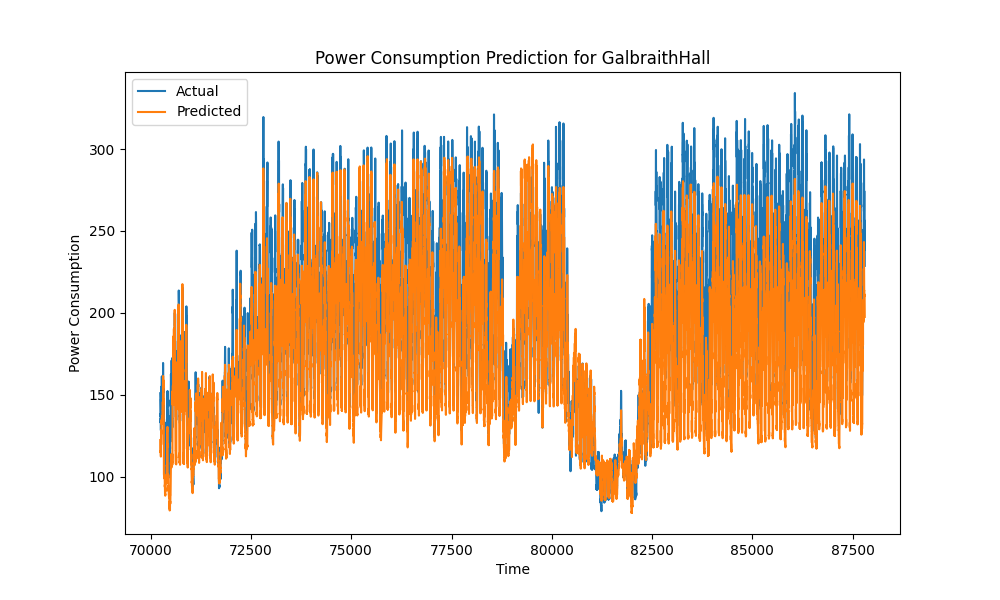 Power Consumption Prediction for GalbraithHall
Actual
Predicted
300
250
200
150
100
Power Consumption
70000 72500 75000 77500 80000 82500 85000 87500
Time